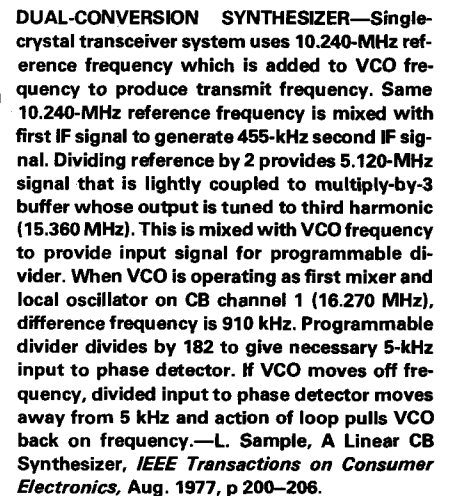 DUAL-CONVERSION SYNTHESIZER—Single-
crystal transceiver system uses 10.240-MHz ref-
erence frequency which is added to VCO fre-
quency to produce transmit frequency. Same
10.240-MHz reference frequency is mixed with
first IF signal to generate 455-kHz second IF sig-
nal. Dividing reference by 2 provides 5.120-MHz
signal that is lightly coupled to multiply-by-3
buffer whose output is tuned to third harmonic
(15.360 MHz). This is mixed with VCO frequency
to provide input signal for programmable di-
vider. When VCO is operating as first mixer and
local oscillator on CB channel 1 (16.270 MHz),
difference frequency is 910 kHz. Programmable
divider divides by 182 to give necessary 5-kHz
input to phase detector. If VCO moves off fre-
quency, divided input to phase detector moves
away from 5 kHz and action of loop pulls VCO
back on frequency.—L. Sample, A Linear CB
Synthesizer, IEEE Transactions on Consumer
Electronics, Aug. 1977, p 200–206.